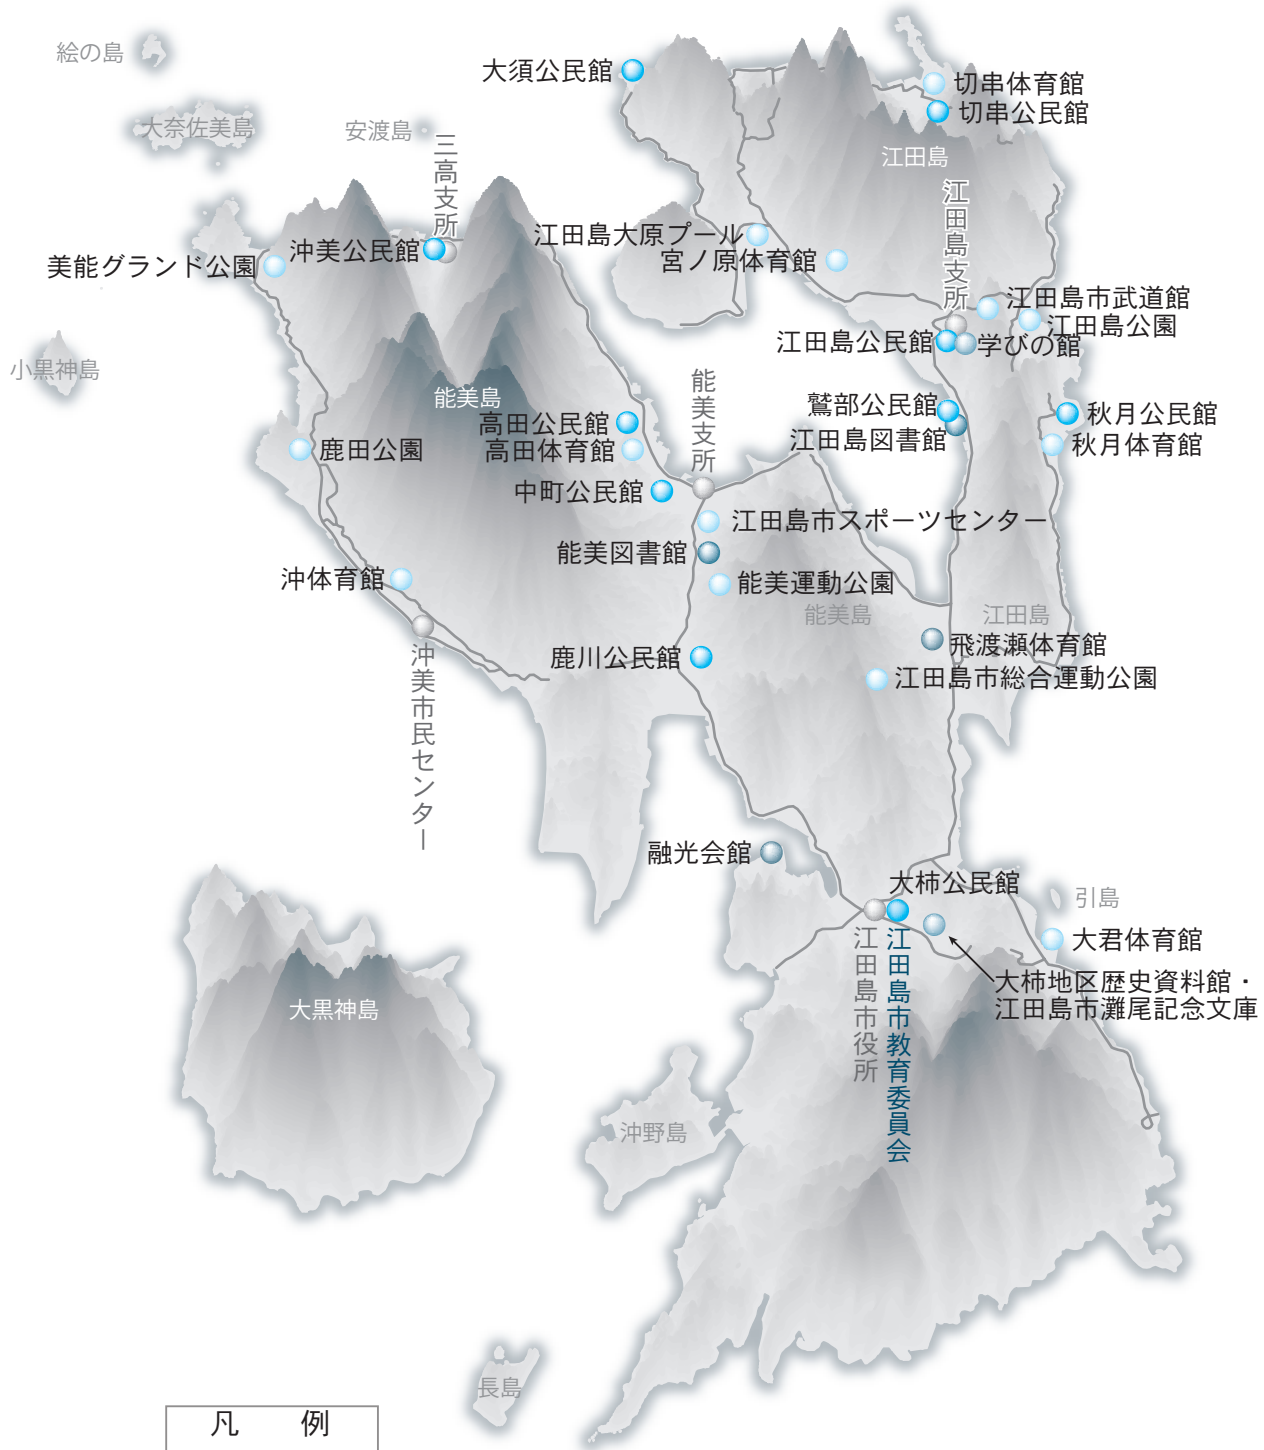 絵の島
大須公民館
切串体育館
切串公民館
大奈佐美島
安渡島
三高支所
江田島
江田島支所
江田島大原プール
宮ノ原体育館
沖美公民館
美能グランド公園
江田島市武道館
江田島公園
江田島公民館
学びの館
小黒神島
能美島
能美支所
鷲部公民館
江田島図書館
秋月公民館
秋月体育館
高田公民館
高田体育館
鹿田公園
中町公民館
江田島市スポーツセンター
能美図書館
能美運動公園
沖体育館
能美島
江田島
飛渡瀬体育館
鹿川公民館
江田島市総合運動公園
沖美市民センター
融光会館
大柿公民館
引島
大君体育館
江田島市役所
江田島市教育委員会
大柿地区歴史資料館・
江田島市灘尾記念文庫
大黒神島
沖野島
長島
凡　例